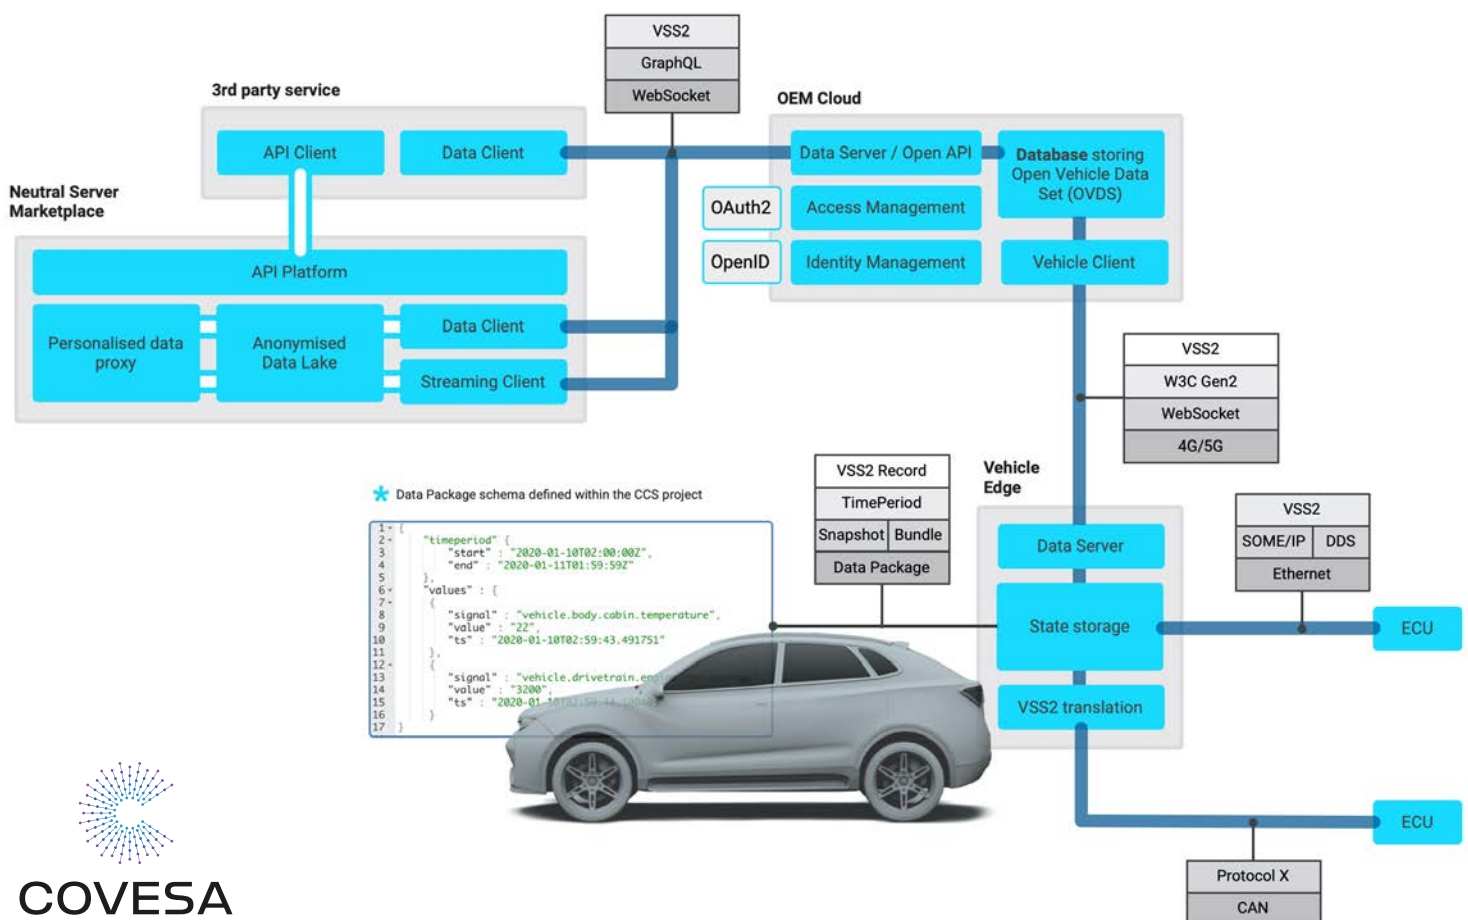 VSS2
GraphQL
WebSocket
3rd party service
API Client
Data Client
OEM Cloud
Data Server / Open API
Database storing
Open Vehicle Data
Set (OVDS)
OAuth2
Access Management
OpenID
Identity Management
Vehicle Client
Neutral Server
Marketplace
API Platform
Personalised data
proxy
Anonymised
Data Lake
Data Client
Streaming Client
VSS2
W3C Gen2
WebSocket
4G/5G
Vehicle
Edge
Data Server
State storage
VSS2 translation
VSS2 Record
TimePeriod
Snapshot Bundle
Data Package
VSS2
SOME/IP DDS
Ethernet
ECU
* Data Package schema defined within the CCS project
1 {
2 "timeperiod" {
3 "start" : "2020-01-10T02:00:00Z",
4 "end" : "2020-01-11T01:59:59Z"
5 },
6 "values" : {
7 {
8 "signal" : "vehicle.body.cabin.temperature",
9 "value" : "22",
10 "ts" : "2020-01-10T02:59:43.491751"
11 },
12 {
13 "signal" : "vehicle.drivetrain.
14 "value" : "3200",
15 "ts" : "2020-01-
16 }
17 }
ECU
Protocol X
CAN
COVESA